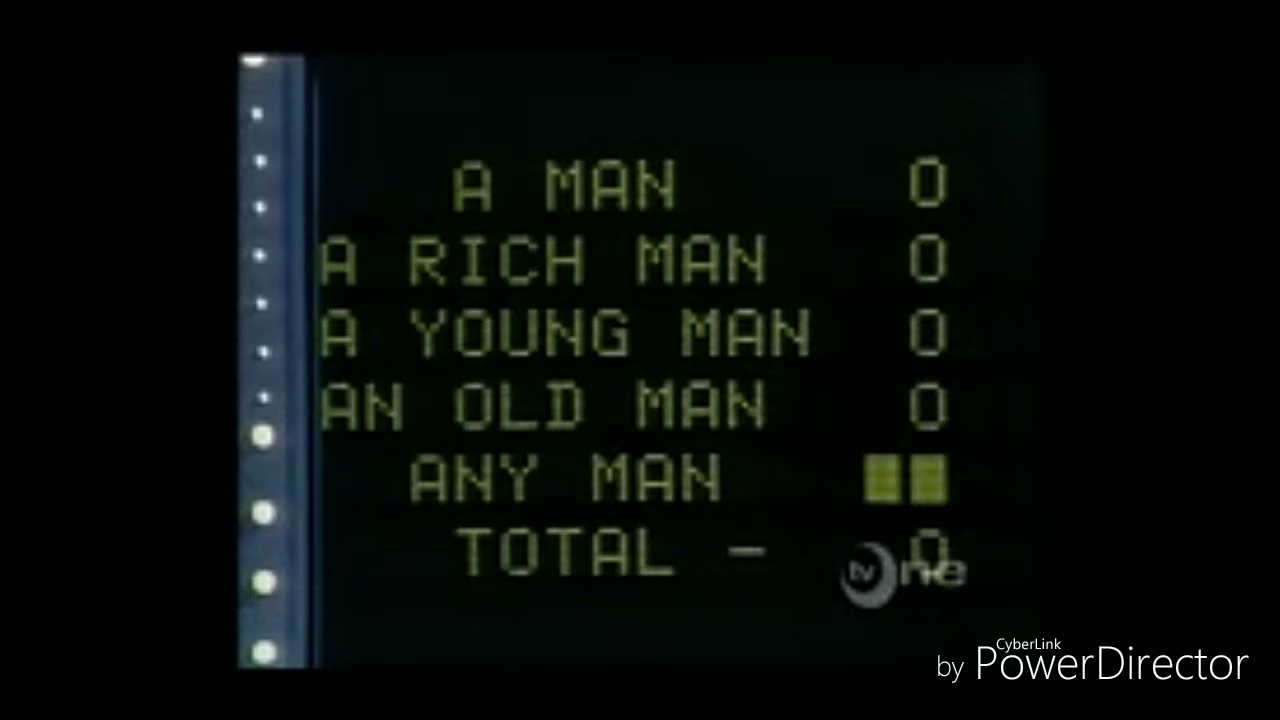 A MAN 0
A RICH MAN 0
A YOUNG MAN 0
AN OLD MAN 0
ANY MAN
TOTAL - 0
tv One
CyberLink
by PowerDirector